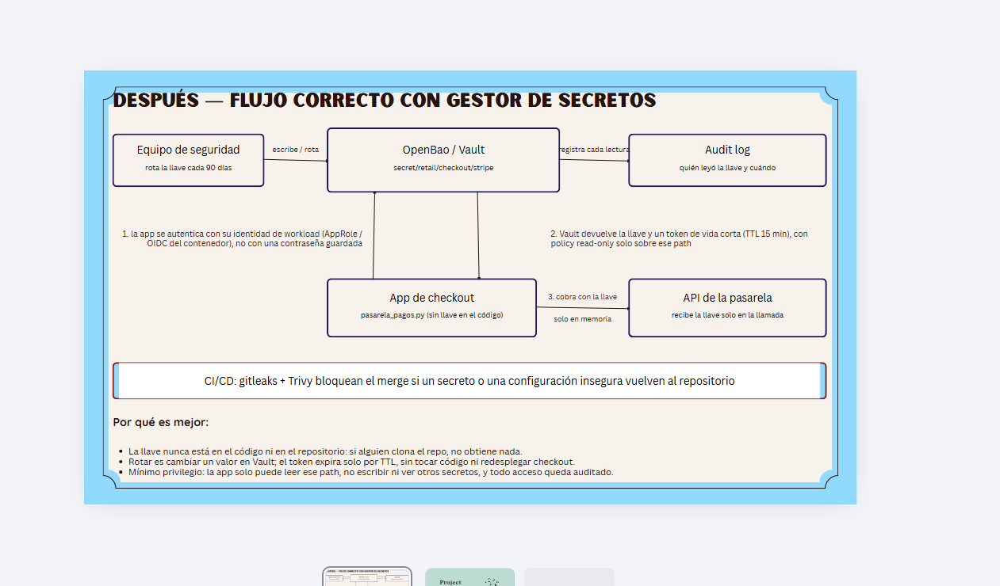 DESPUÉS — FLUJO CORRECTO CON GESTOR DE SECRETOS
Equipo de seguridad
rota la llave cada 90 días
escribe / rota
OpenBao / Vault
secret/retail/checkout/stripe
registra cada lectura
Audit log
quién leyó la llave y cuándo
1. la app se autentica con su identidad de workload (AppRole /
OIDC del contenedor), no con una contraseña guardada
2. Vault devuelve la llave y un token de vida corta (TTL 15 min), con
policy read-only solo sobre ese path
App de checkout
pasarela_pagos.py (sin llave en el código)
3. cobra con la llave
solo en memoria
API de la pasarela
recibe la llave solo en la llamada
CI/CD: gitleaks + Trivy bloquean el merge si un secreto o una configuración insegura vuelven al repositorio
Por qué es mejor:
• La llave nunca está en el código ni en el repositorio: si alguien clona el repo, no obtiene nada.
• Rotar es cambiar un valor en Vault; el token expira solo por TTL, sin tocar código ni redesplegar checkout.
• Mínimo privilegio: la app solo puede leer ese path, no escribir ni ver otros secretos, y todo acceso queda auditado.
Project